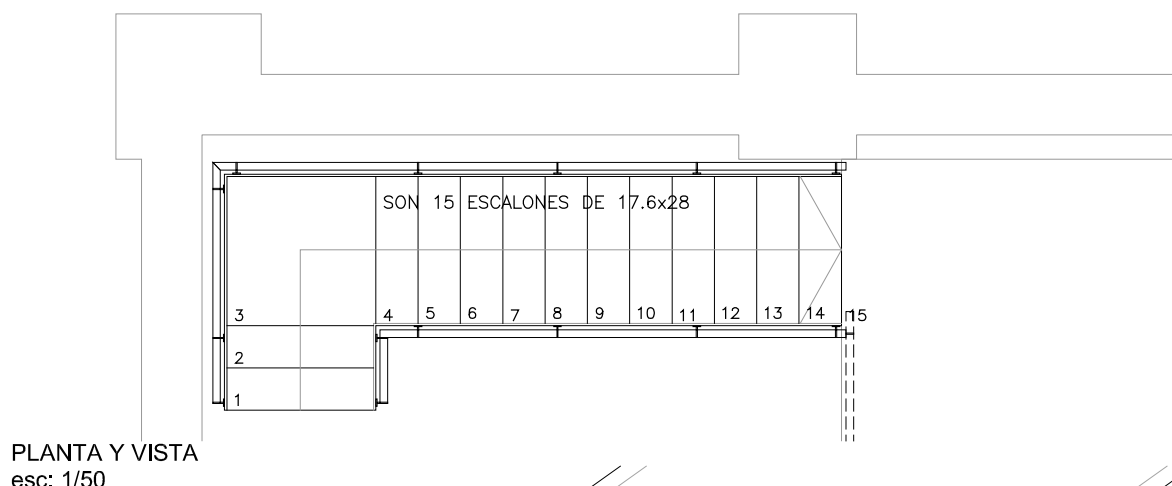 SON 15 ESCALONES DE 17.6x28
3 4 5 6 7 8 9 10 11 12 13 14 15
2
1
PLANTA Y VISTA
esc: 1/50